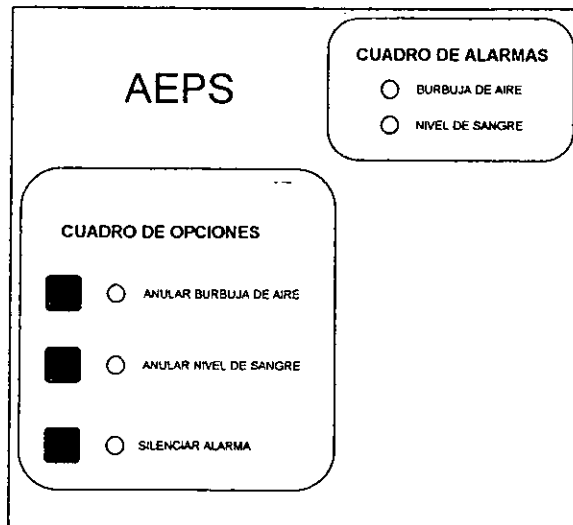 AEPS
CUADRO DE ALARMAS
BURBUJA DE AIRE
NIVEL DE SANGRE
CUADRO DE OPCIONES
ANULAR BURBUJA DE AIRE
ANULAR NIVEL DE SANGRE
SILENCIAR ALARMA